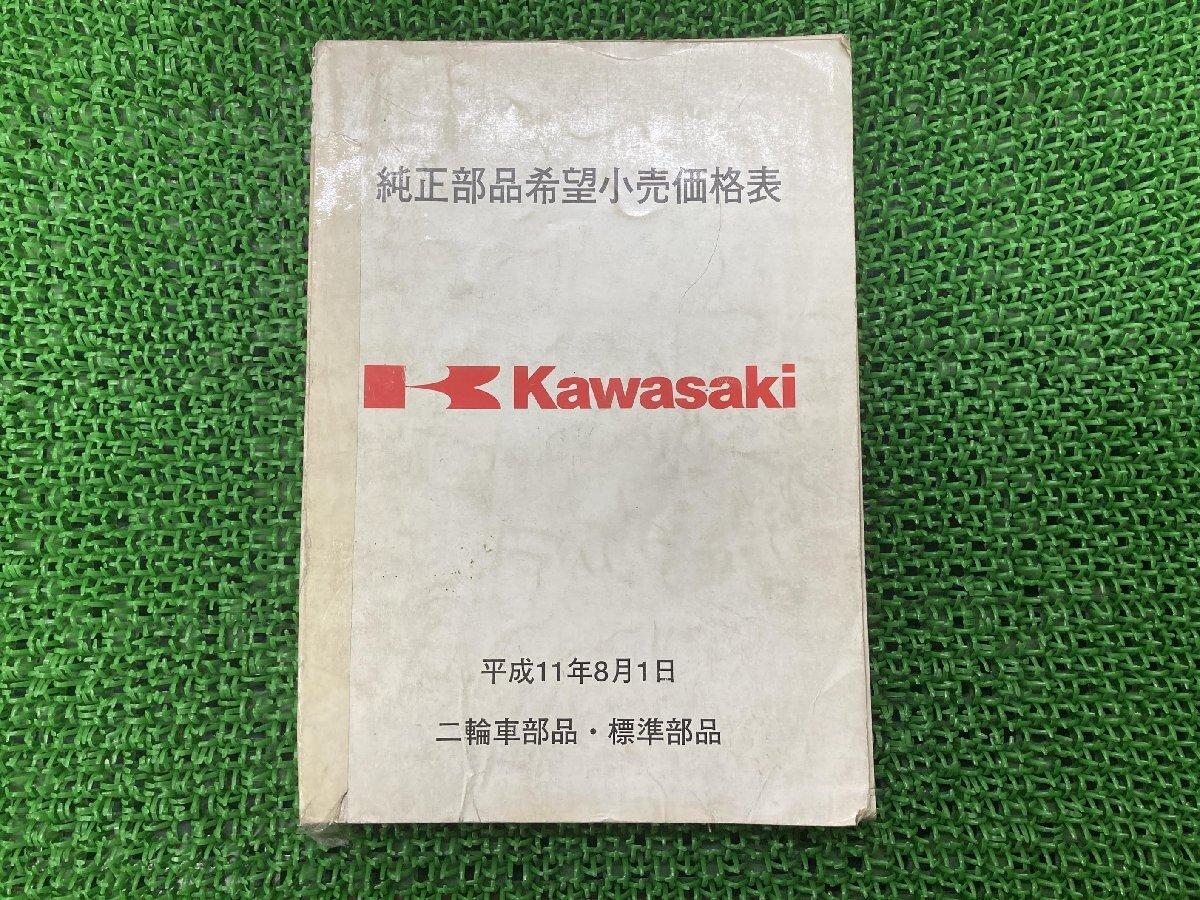 純正部品希望小売価格表
Kawasaki
平成11年8月1日
二輪車部品・標準部品